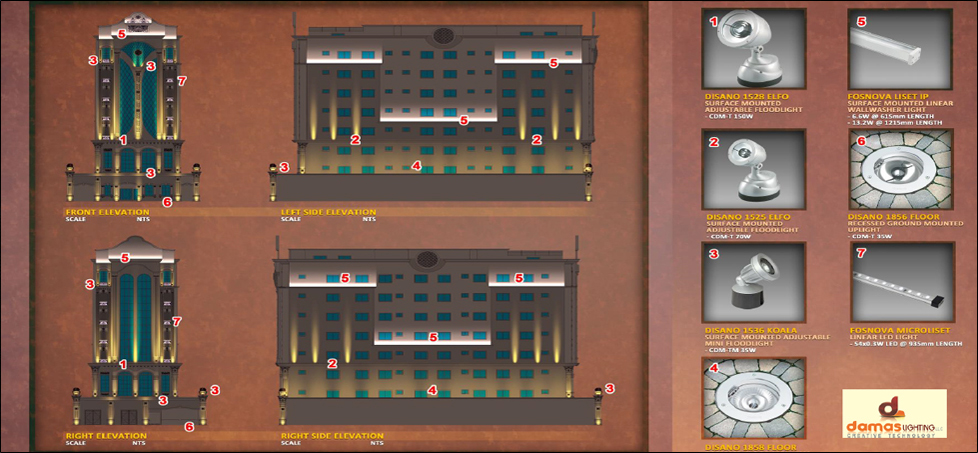 5
3
3
7
1
3
6
FRONT ELEVATION
SCALE NTS
5
5
5
2
2
3
4
LEFT SIDE ELEVATION
SCALE NTS
5
3
7
1
3
3
6
RIGHT ELEVATION
SCALE NTS
5
5
5
2
4
3
RIGHT SIDE ELEVATION
SCALE NTS
1
DISANO 1528 ELFO
SURFACE MOUNTED
ADJUSTABLE FLOODLIGHT
- CDM-T 150W
2
DISANO 1525 ELFO
SURFACE MOUNTED
ADJUSTBLE FLOODLIGHT
- CDM-T 70W
3
DISANO 1536 KOALA
SURFACE MOUNTED ADJUSTABLE
MINI FLOODLIGHT
- CDM-TM 35W
4
DISANO 1858 FLOOR
5
FOSNOVA LISET IP
SURFACE MOUNTED LINEAR
WALLWASHER LIGHT
- 6.6W @ 615mm LENGTH
- 13.2W @ 1215mm LENGTH
6
DISANO 1856 FLOOR
RECESSED GROUND MOUNTED
UPLIGHT
- CDM-T 35W
7
FOSNOVA MICROLISET
LINEAR LED LIGHT
- 54x0.3W LED @ 935mm LENGTH
damas LIGHTING LLC
CREATIVE TECHNOLOGY